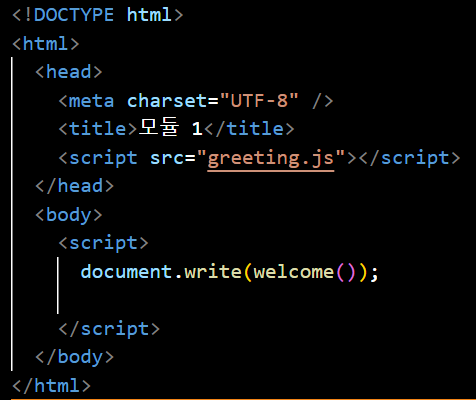 <!DOCTYPE html>
<html>
<head>
<meta charset="UTF-8" />
<title>모듈 1</title>
<script src="greeting.js"></script>
</head>
<body>
<script>
document.write(welcome());
</script>
</body>
</html>